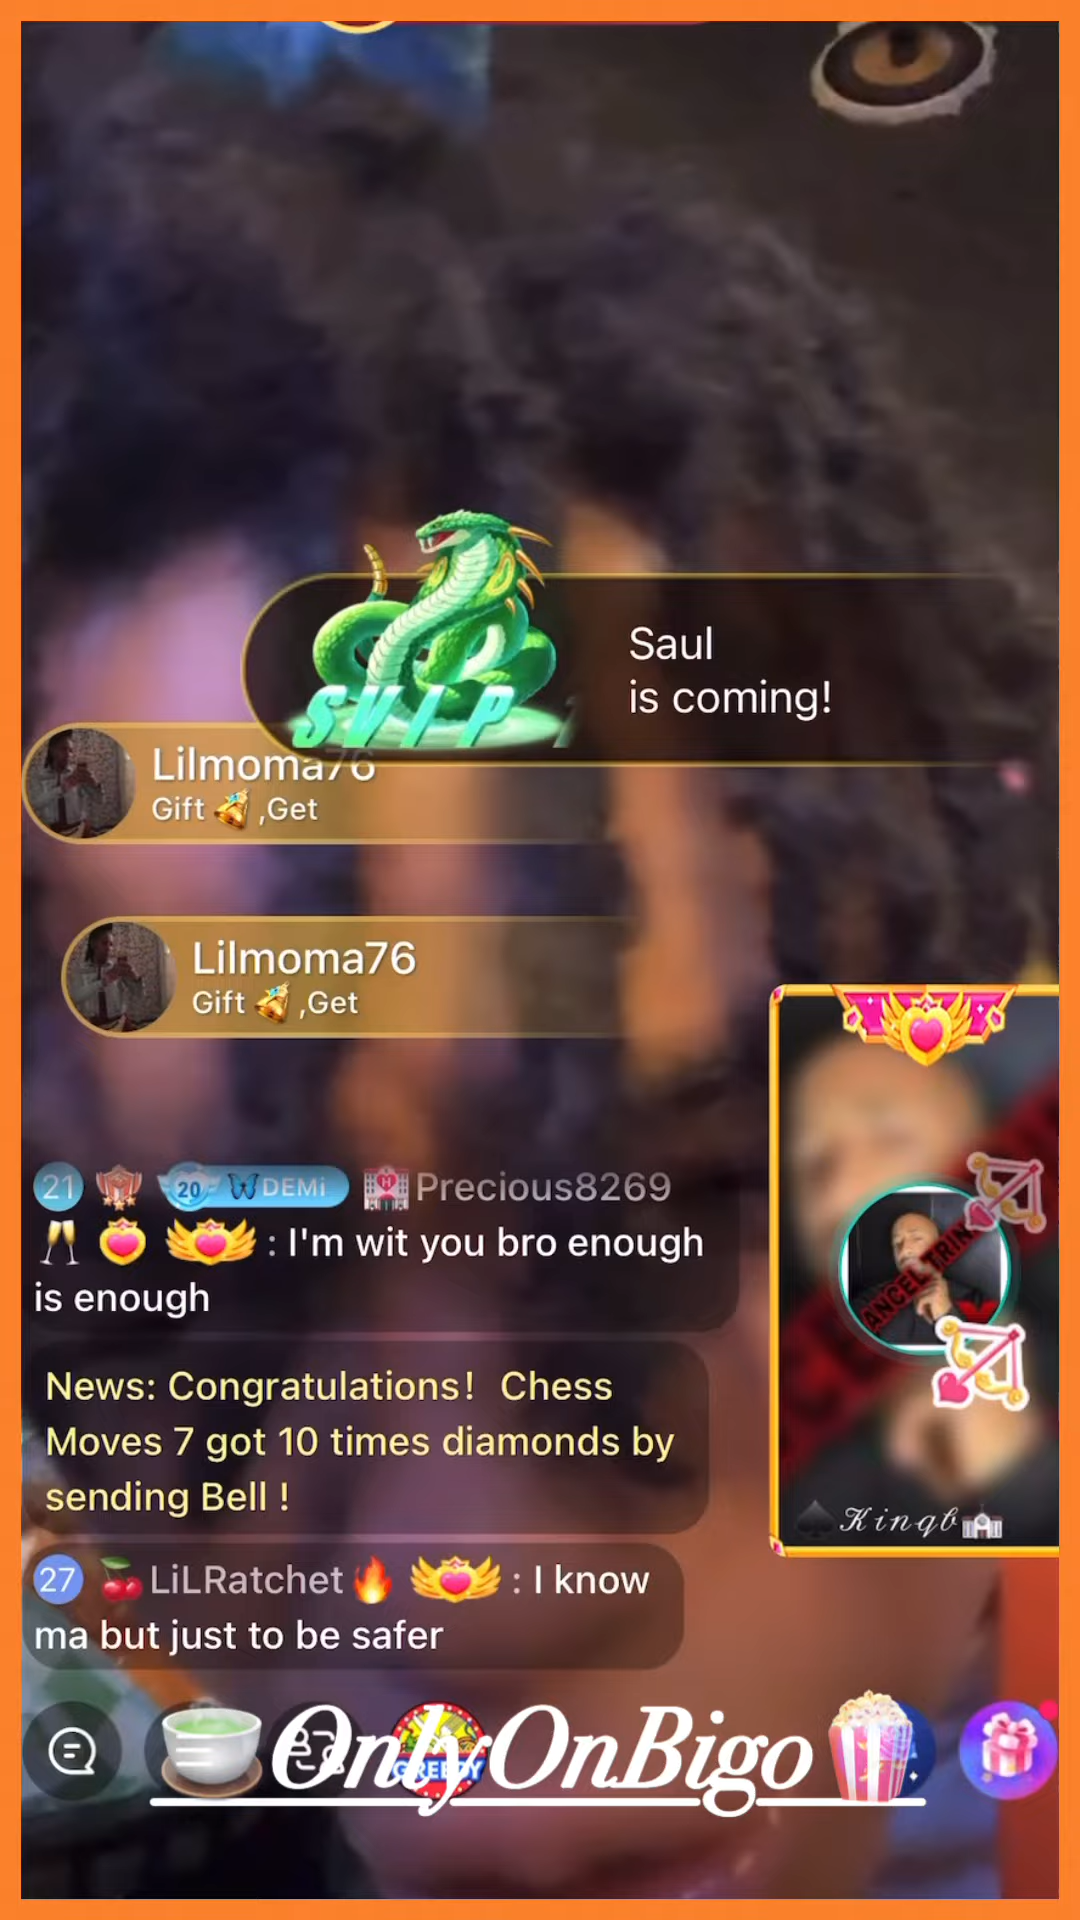 Saul
is coming!
SVIP
Lilmoma76
Gift ,Get
Lilmoma76
Gift ,Get
21 20 DEMi H Precious8269
: I'm wit you bro enough
is enough
News: Congratulations! Chess
Moves 7 got 10 times diamonds by
sending Bell !
27 LiLRatchet : I know
ma but just to be safer
Kingb
GREEDY
OnlyOnBigo